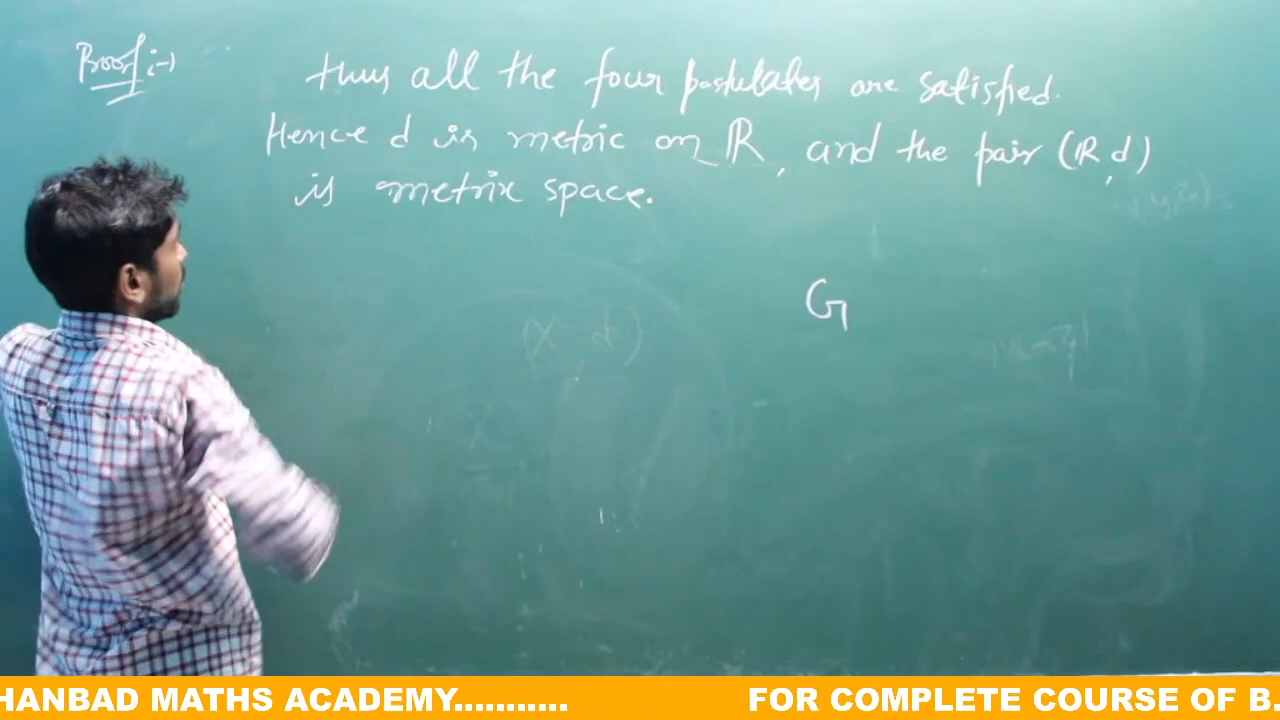 Proof :-)
thus all the four postulates are satisfied.
Hence d is metric on ℝ, and the pair (ℝ, d)
is metrix space.
G
(X, d)
HANBAD MATHS ACADEMY...........
FOR COMPLETE COURSE OF B.